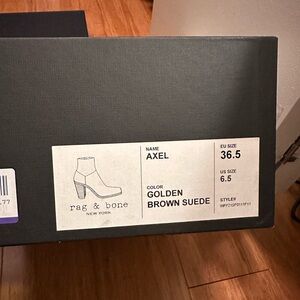 .77
rag & bone
NEW YORK
NAME
AXEL
COLOR
GOLDEN
BROWN SUEDE
EU SIZE
36.5
US SIZE
6.5
STYLE#